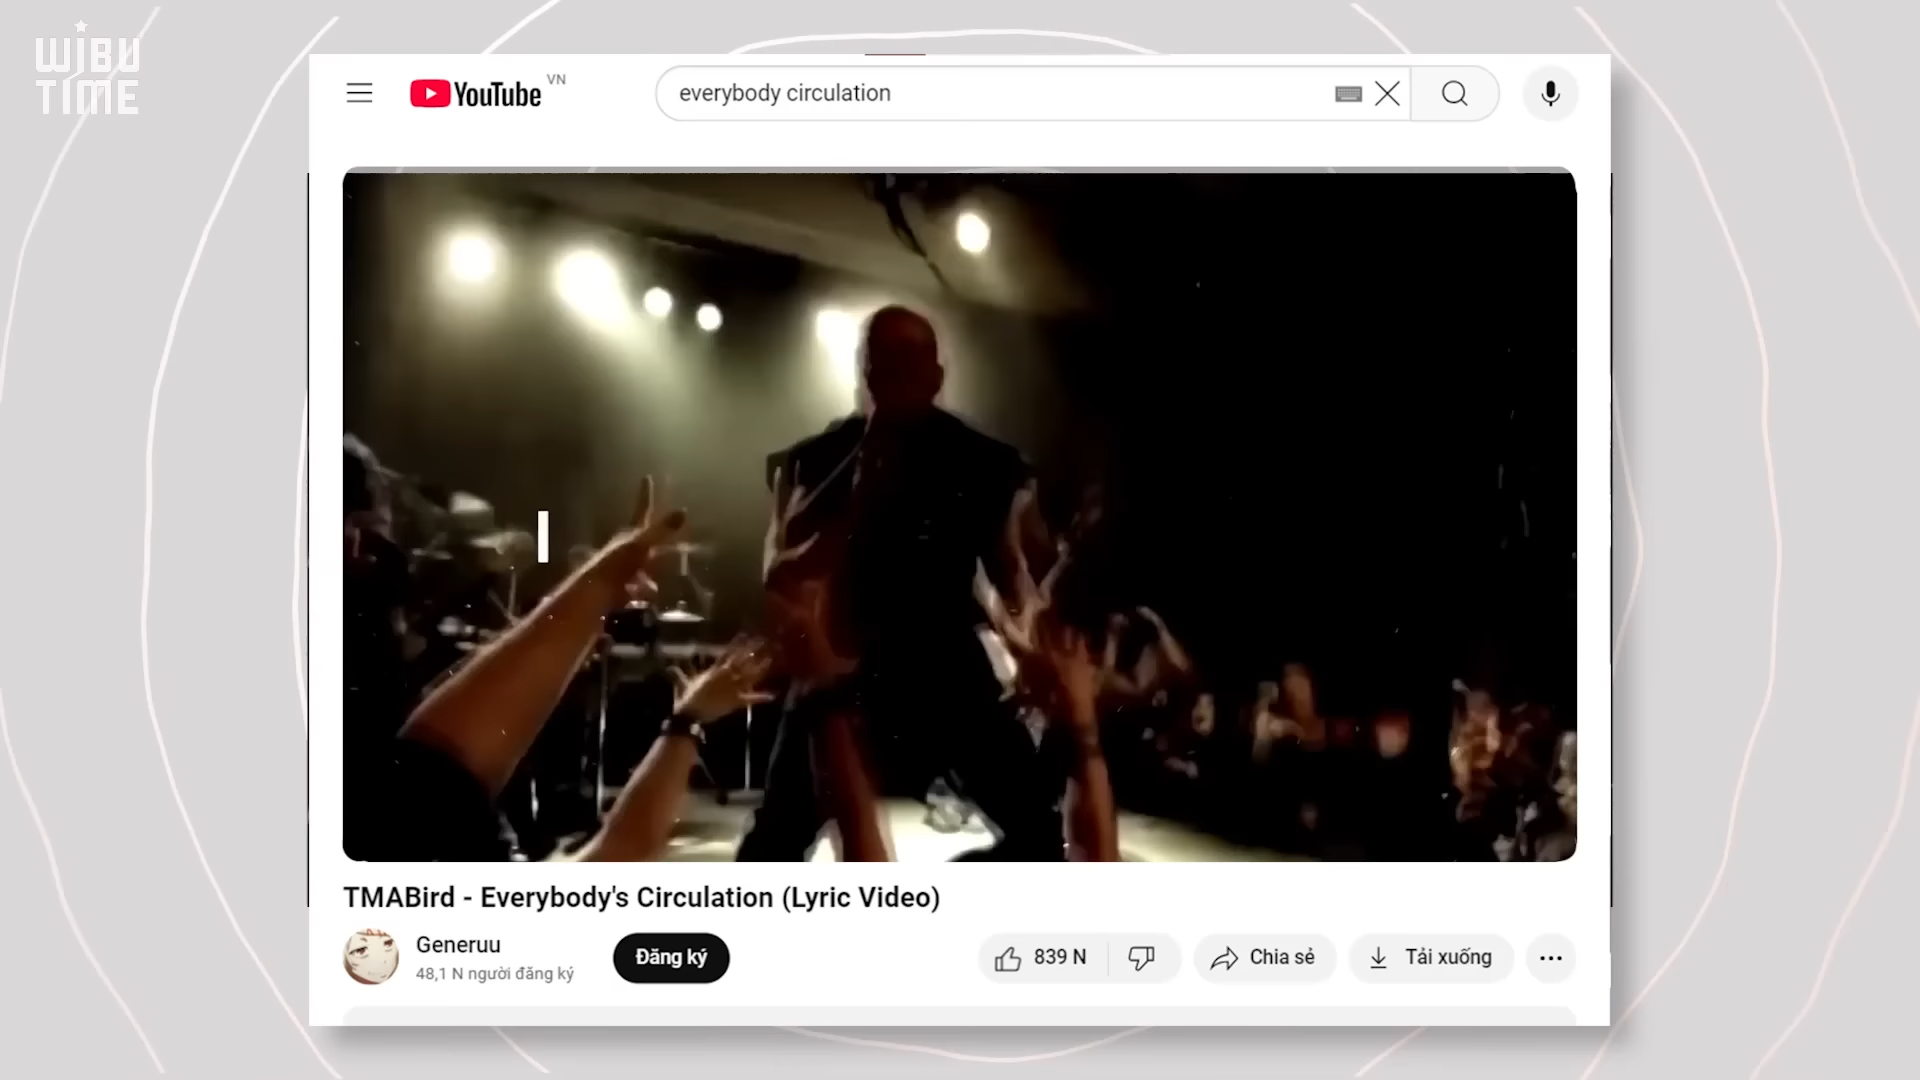 WIBU
TIME
YouTube VN
everybody circulation
I
TMABird - Everybody's Circulation (Lyric Video)
Generuu
48,1 N người đăng ký
Đăng ký
839 N
Chia sẻ
Tải xuống